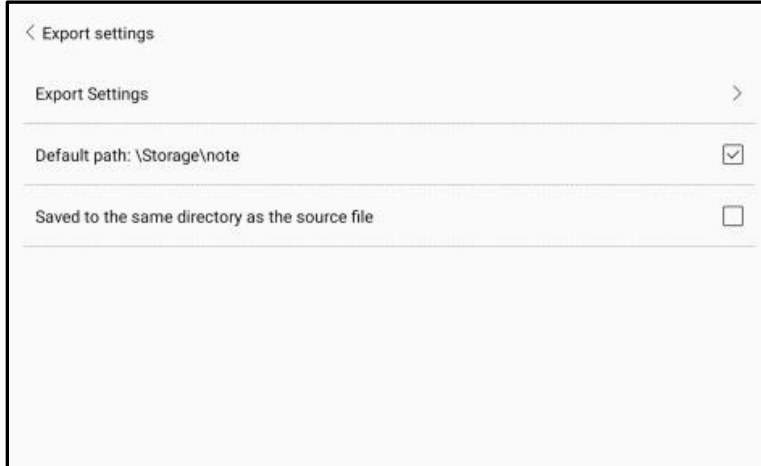 Export settings
Export Settings
Default path: \Storage\note
Saved to the same directory as the source file